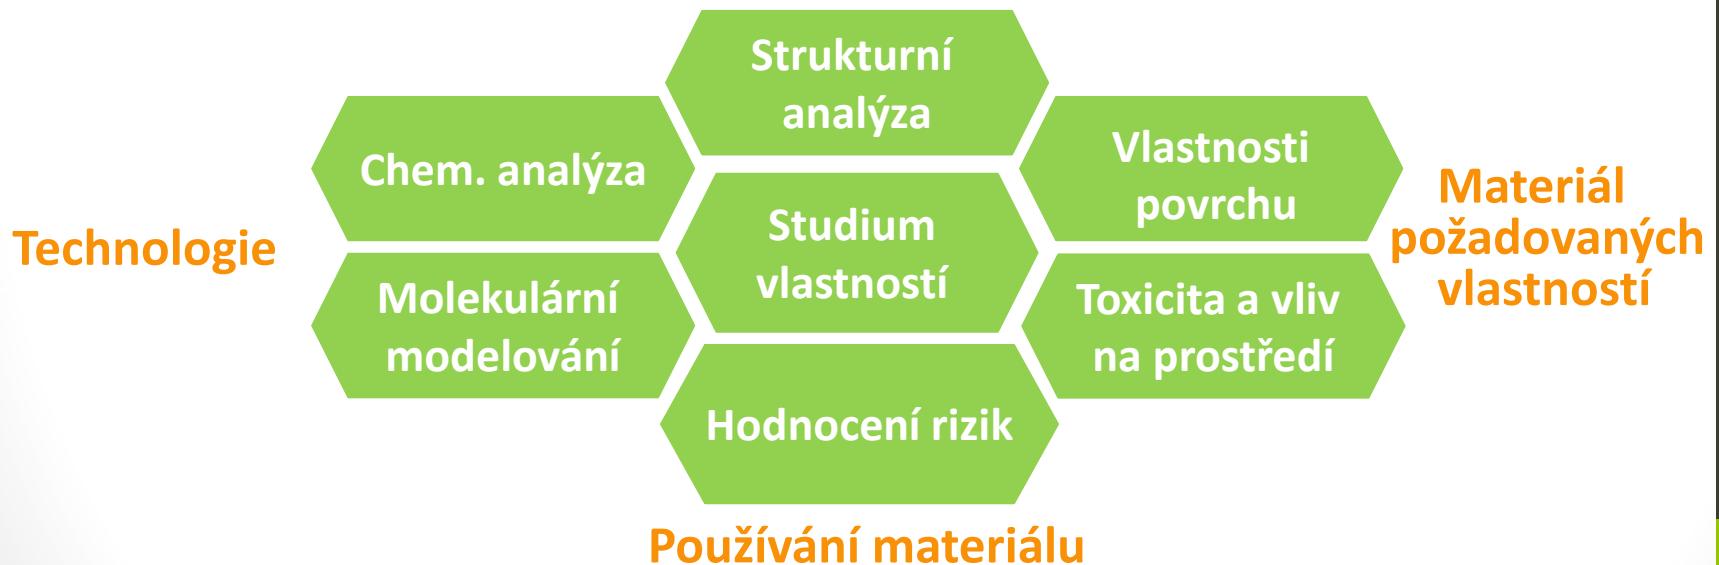 Technologie
Chem. analýza
Molekulární
modelování
Strukturní
analýza
Studium
vlastností
Hodnocení rizik
Vlastnosti
povrchu
Toxicita a vliv
na prostředí
Materiál
požadovaných
vlastností
Používání materiálu